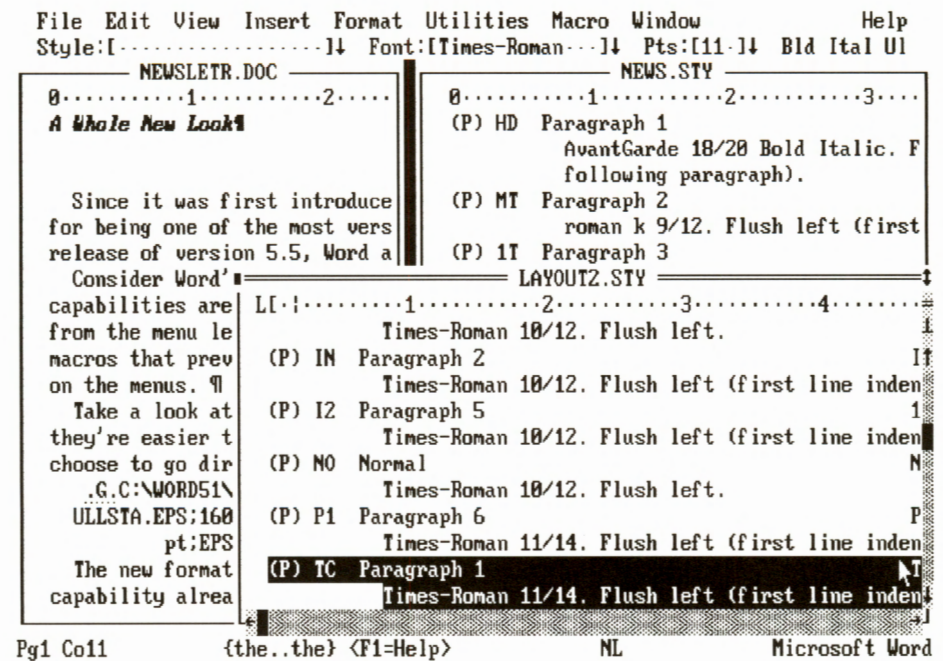 File Edit View Insert Format Utilities Macro Window Help
Style:[·····················]↓ Font:[Times-Roman···]↓ Pts:[11·]↓ Bld Ital Ul
NEWSLETR.DOC
0···········1···········2·····
A Whole New Look¶
Since it was first introduce
for being one of the most vers
release of version 5.5, Word a
Consider Word'
capabilities are
from the menu le
macros that prev
on the menus. ¶
Take a look at
they're easier t
choose to go dir
.G.C:\WORD51\
ULLSTA.EPS;160
pt;EPS
The new format
capability alrea
NEWS.STY
0···········1···········2···········3····
(P) HD Paragraph 1
AvantGarde 18/20 Bold Italic. F
following paragraph).
(P) MT Paragraph 2
roman k 9/12. Flush left (first
(P) 1T Paragraph 3
LAYOUT2.STY
L[·¦·········1···········2···········3···········4·········
Times-Roman 10/12. Flush left.
(P) IN Paragraph 2 I
Times-Roman 10/12. Flush left (first line inden
(P) I2 Paragraph 5 1
Times-Roman 10/12. Flush left (first line inden
(P) NO Normal N
Times-Roman 10/12. Flush left.
(P) P1 Paragraph 6 P
Times-Roman 11/14. Flush left (first line inden
(P) TC Paragraph 1 T
Times-Roman 11/14. Flush left (first line inden
Pg1 Co11 {the..the} <F1=Help> NL Microsoft Word